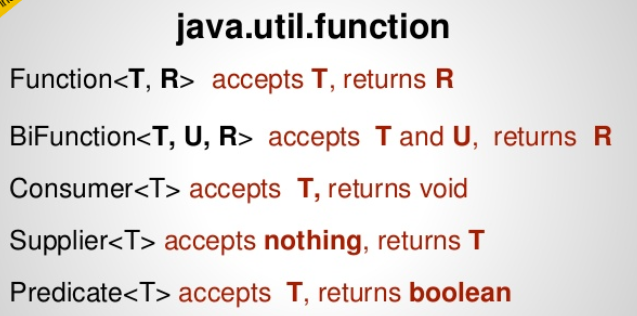 java.util.function
Function<T, R> accepts T, returns R
BiFunction<T, U, R> accepts T and U, returns R
Consumer<T> accepts T, returns void
Supplier<T> accepts nothing, returns T
Predicate<T> accepts T, returns boolean